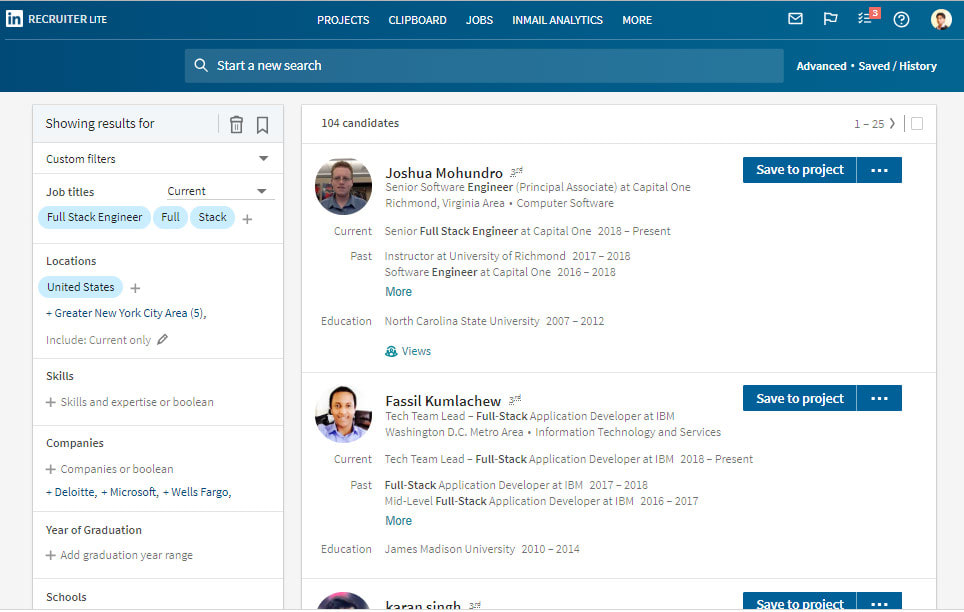 in RECRUITER LITE
PROJECTS CLIPBOARD JOBS INMAIL ANALYTICS MORE
3
Start a new search
Advanced • Saved / History
Showing results for
Custom filters
Job titles Current
Full Stack Engineer Full Stack +
Locations
United States +
+ Greater New York City Area (5),
Include: Current only
Skills
+ Skills and expertise or boolean
Companies
+ Companies or boolean
+ Deloitte, + Microsoft, + Wells Fargo,
Year of Graduation
+ Add graduation year range
Schools
104 candidates
1 – 25
Joshua Mohundro 3rd
Save to project ...
Senior Software Engineer (Principal Associate) at Capital One
Richmond, Virginia Area • Computer Software
Current Senior Full Stack Engineer at Capital One 2018 – Present
Past Instructor at University of Richmond 2017 – 2018
Software Engineer at Capital One 2016 – 2018
More
Education North Carolina State University 2007 – 2012
Views
Fassil Kumlachew 3rd
Save to project ...
Tech Team Lead – Full-Stack Application Developer at IBM
Washington D.C. Metro Area • Information Technology and Services
Current Tech Team Lead – Full-Stack Application Developer at IBM 2018 – Present
Past Full-Stack Application Developer at IBM 2017 – 2018
Mid-Level Full-Stack Application Developer at IBM 2016 – 2017
More
Education James Madison University 2010 – 2014
karan singh 3rd
Save to project ...